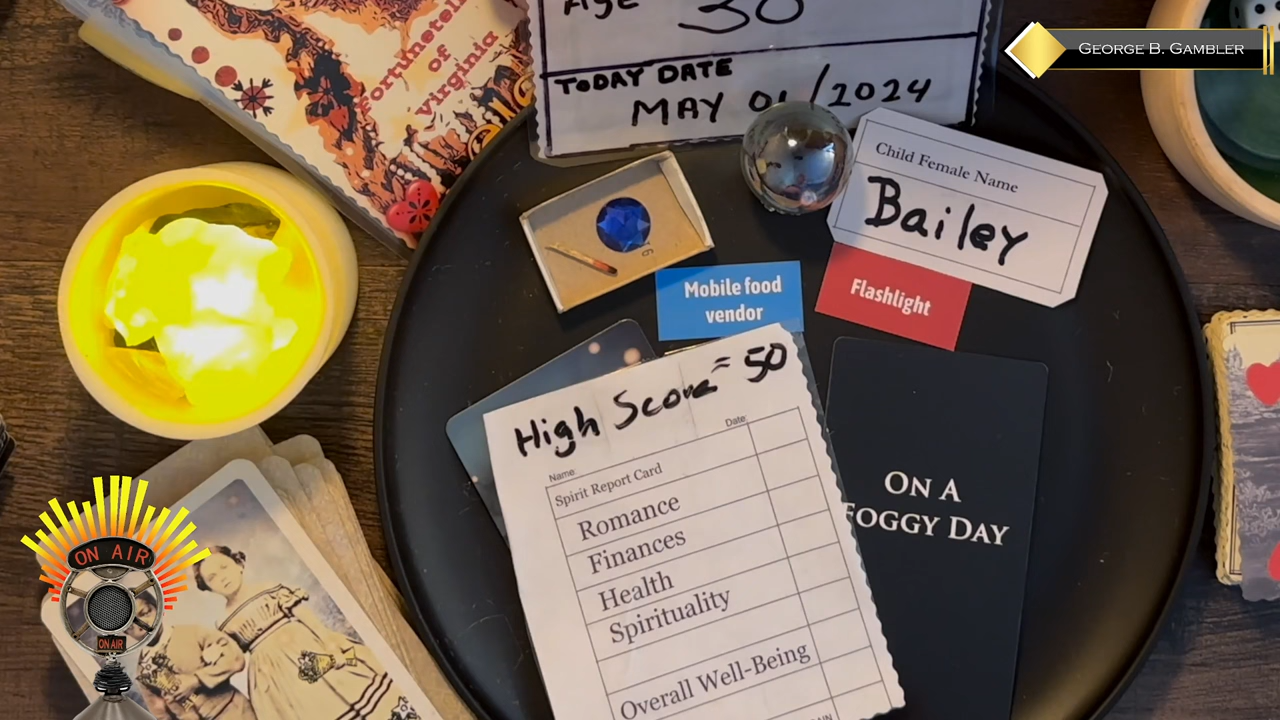 Age 30
TODAY DATE
MAY 01/2024
Fortunetell
of
Virginia
GEORGE B. GAMBLER
Child Female Name
Bailey
Flashlight
Mobile food
vendor
High Score = 50
Name:
Date:
Spirit Report Card
Romance
Finances
Health
Spirituality
Overall Well-Being
ON A
FOGGY DAY
ON AIR
ON AIR